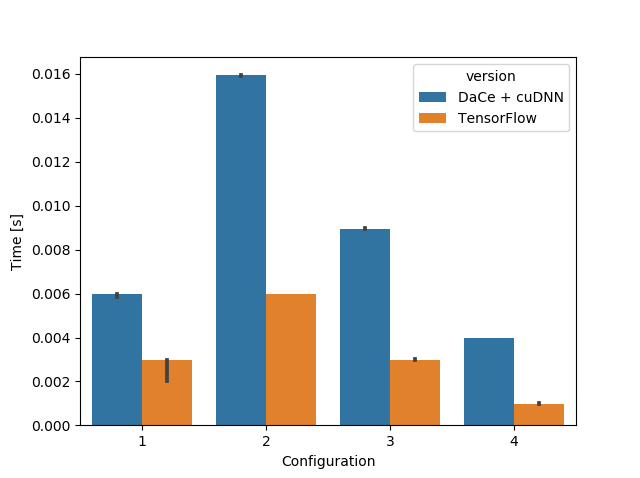 0.016
0.014
0.012
0.010
0.008
0.006
0.004
0.002
0.000
Time [s]
version
DaCe + cuDNN
TensorFlow
1 2 3 4
Configuration